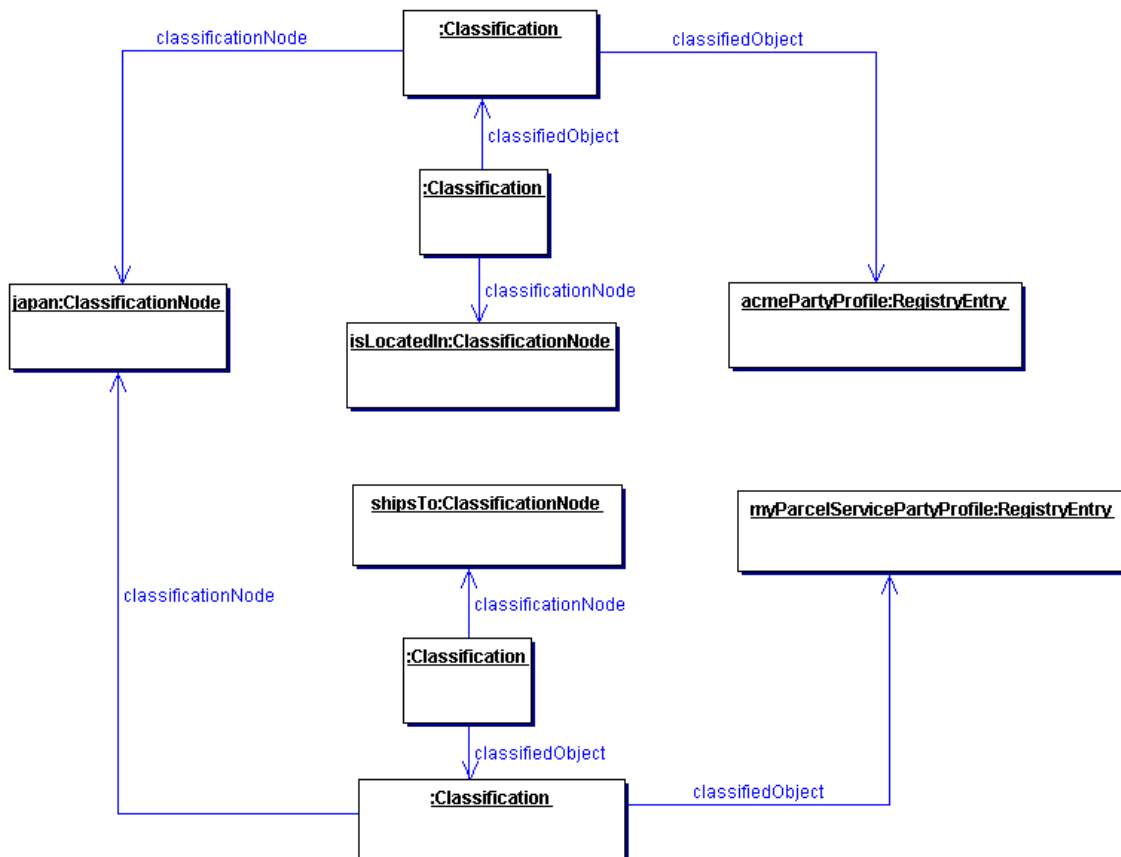 :Classification
classificationNode
classifiedObject
classifiedObject
:Classification
classificationNode
japan:ClassificationNode
acmePartyProfile:RegistryEntry
isLocatedIn:ClassificationNode
shipsTo:ClassificationNode
myParcelServicePartyProfile:RegistryEntry
classificationNode
classificationNode
:Classification
classifiedObject
classifiedObject
:Classification